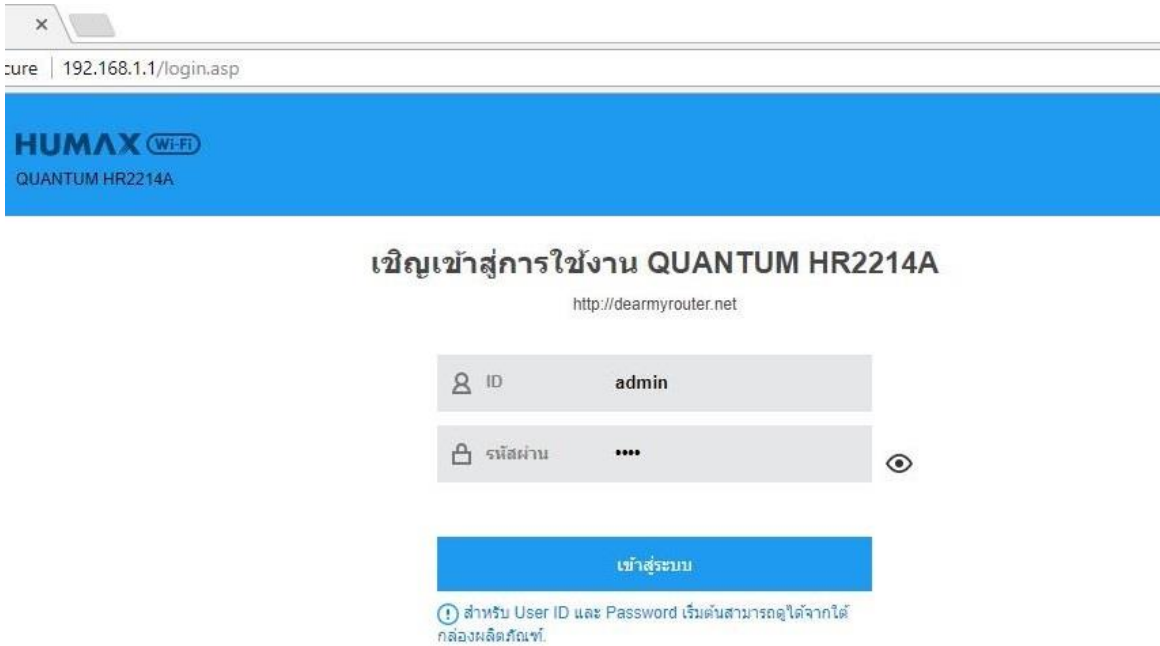 cure 192.168.1.1/login.asp
HUMAX Wi-Fi
QUANTUM HR2214A
เชิญเข้าสู่การใช้งาน QUANTUM HR2214A
http://dearmyrouter.net
ID admin
รหัสผ่าน ••••
เข้าสู่ระบบ
สำหรับ User ID และ Password เริ่มต้นสามารถดูได้จากใต้
กล่องผลิตภัณฑ์.